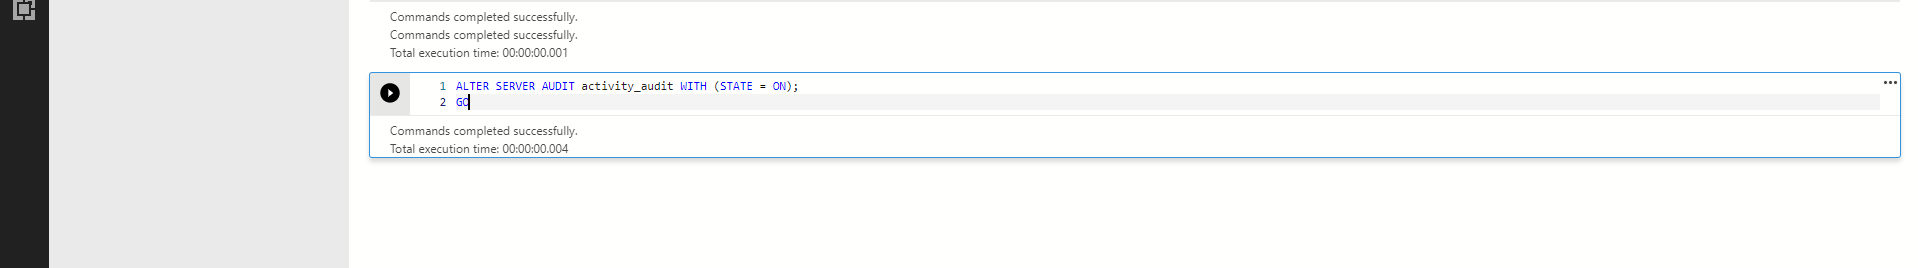 Commands completed successfully.
Commands completed successfully.
Total execution time: 00:00:00.001
1 ALTER SERVER AUDIT activity_audit WITH (STATE = ON);
2 GO
Commands completed successfully.
Total execution time: 00:00:00.004